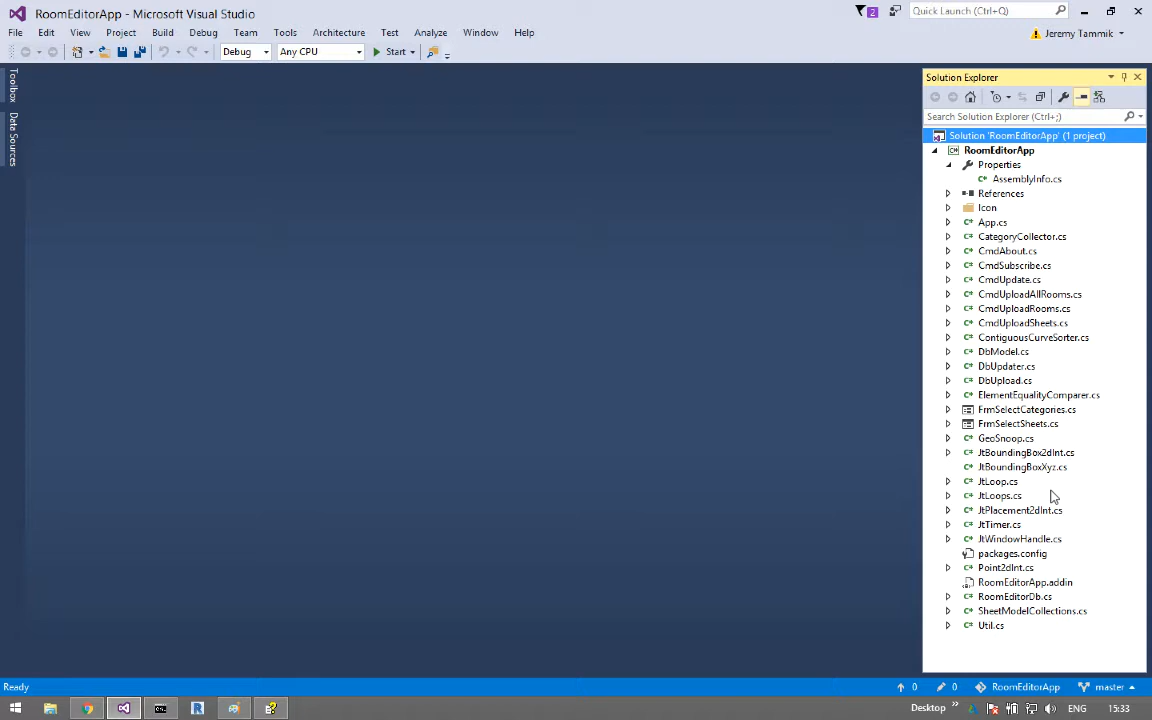 RoomEditorApp - Microsoft Visual Studio
2
Quick Launch (Ctrl+Q)
File Edit View Project Build Debug Team Tools Architecture Test Analyze Window Help
Jeremy Tammik
Debug Any CPU Start
Toolbox
Data Sources
Solution Explorer
Search Solution Explorer (Ctrl+;)
Solution 'RoomEditorApp' (1 project)
RoomEditorApp
Properties
AssemblyInfo.cs
References
Icon
App.cs
CategoryCollector.cs
CmdAbout.cs
CmdSubscribe.cs
CmdUpdate.cs
CmdUploadAllRooms.cs
CmdUploadRooms.cs
CmdUploadSheets.cs
ContiguousCurveSorter.cs
DbModel.cs
DbUpdater.cs
DbUpload.cs
ElementEqualityComparer.cs
FrmSelectCategories.cs
FrmSelectSheets.cs
GeoSnoop.cs
JtBoundingBox2dInt.cs
JtBoundingBoxXyz.cs
JtLoop.cs
JtLoops.cs
JtPlacement2dInt.cs
JtTimer.cs
JtWindowHandle.cs
packages.config
Point2dInt.cs
RoomEditorApp.addin
RoomEditorDb.cs
SheetModelCollections.cs
Util.cs
Ready
0 0 RoomEditorApp master
Desktop ENG 15:33